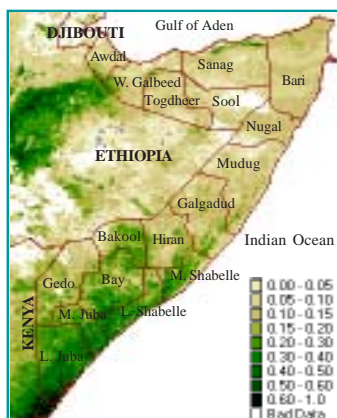 Gulf of Aden
DJIBOUTI
Awdal
Sanag
W. Galbeed
Bari
Togdheer
Sool
Nugal
ETHIOPIA
Mudug
Galgadud
Bakool
Hiran
Indian Ocean
Gedo
Bay
M. Shabelle
KENYA
M. Juba
L. Shabelle
L. Juba
0.00 - 0.05
0.05 - 0.10
0.10 - 0.15
0.15 - 0.20
0.20 - 0.30
0.30 - 0.40
0.40 - 0.50
0.50 - 0.60
0.60 - 1.0
Bad Data